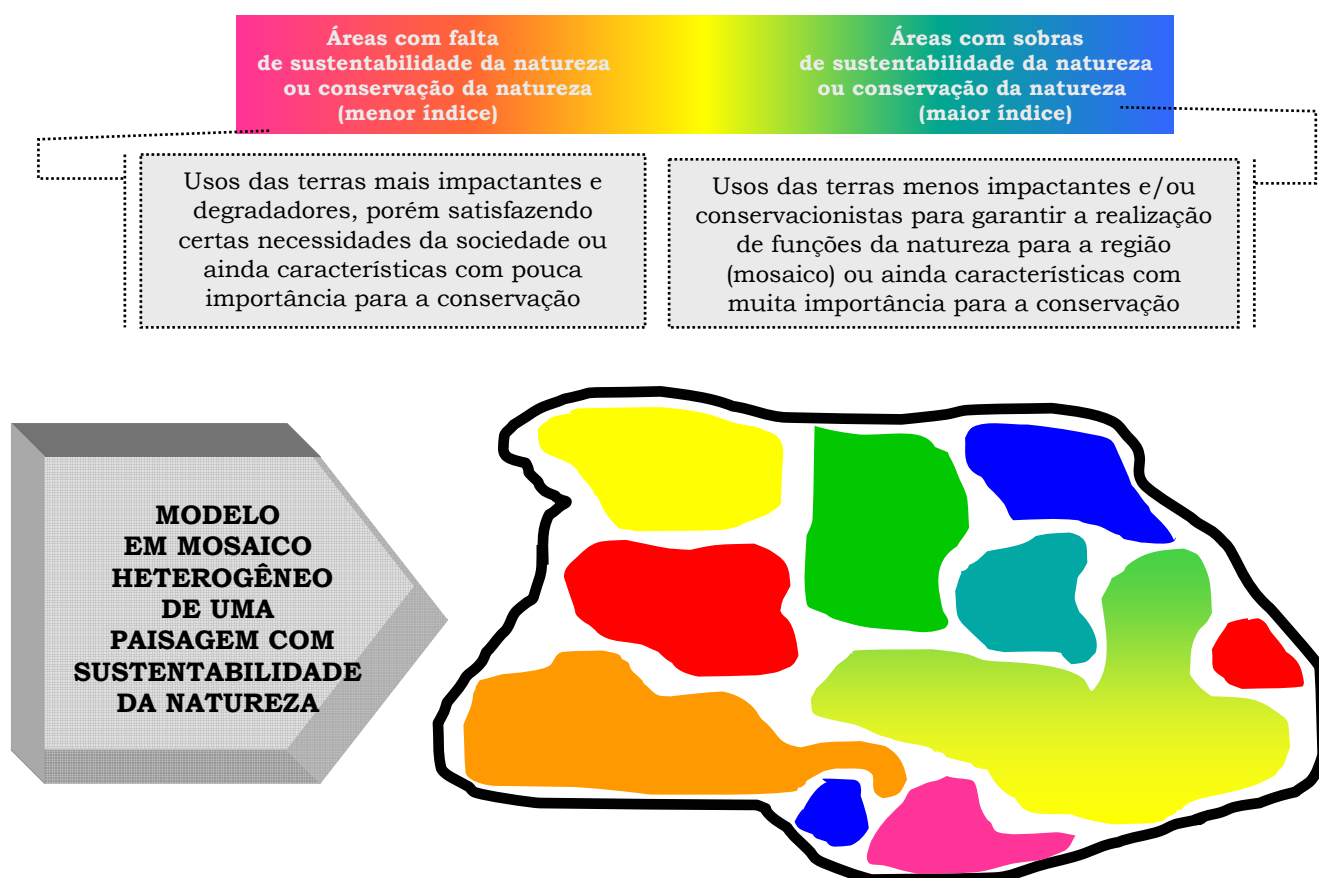 Áreas com falta
de sustentabilidade da natureza
ou conservação da natureza
(menor índice)
Áreas com sobras
de sustentabilidade da natureza
ou conservação da natureza
(maior índice)
Usos das terras mais impactantes e
degradadores, porém satisfazendo
certas necessidades da sociedade ou
ainda características com pouca
importância para a conservação
Usos das terras menos impactantes e/ou
conservacionistas para garantir a realização
de funções da natureza para a região
(mosaico) ou ainda características com
muita importância para a conservação
MODELO
EM MOSAICO
HETEROGÊNEO
DE UMA
PAISAGEM COM
SUSTENTABILIDADE
DA NATUREZA